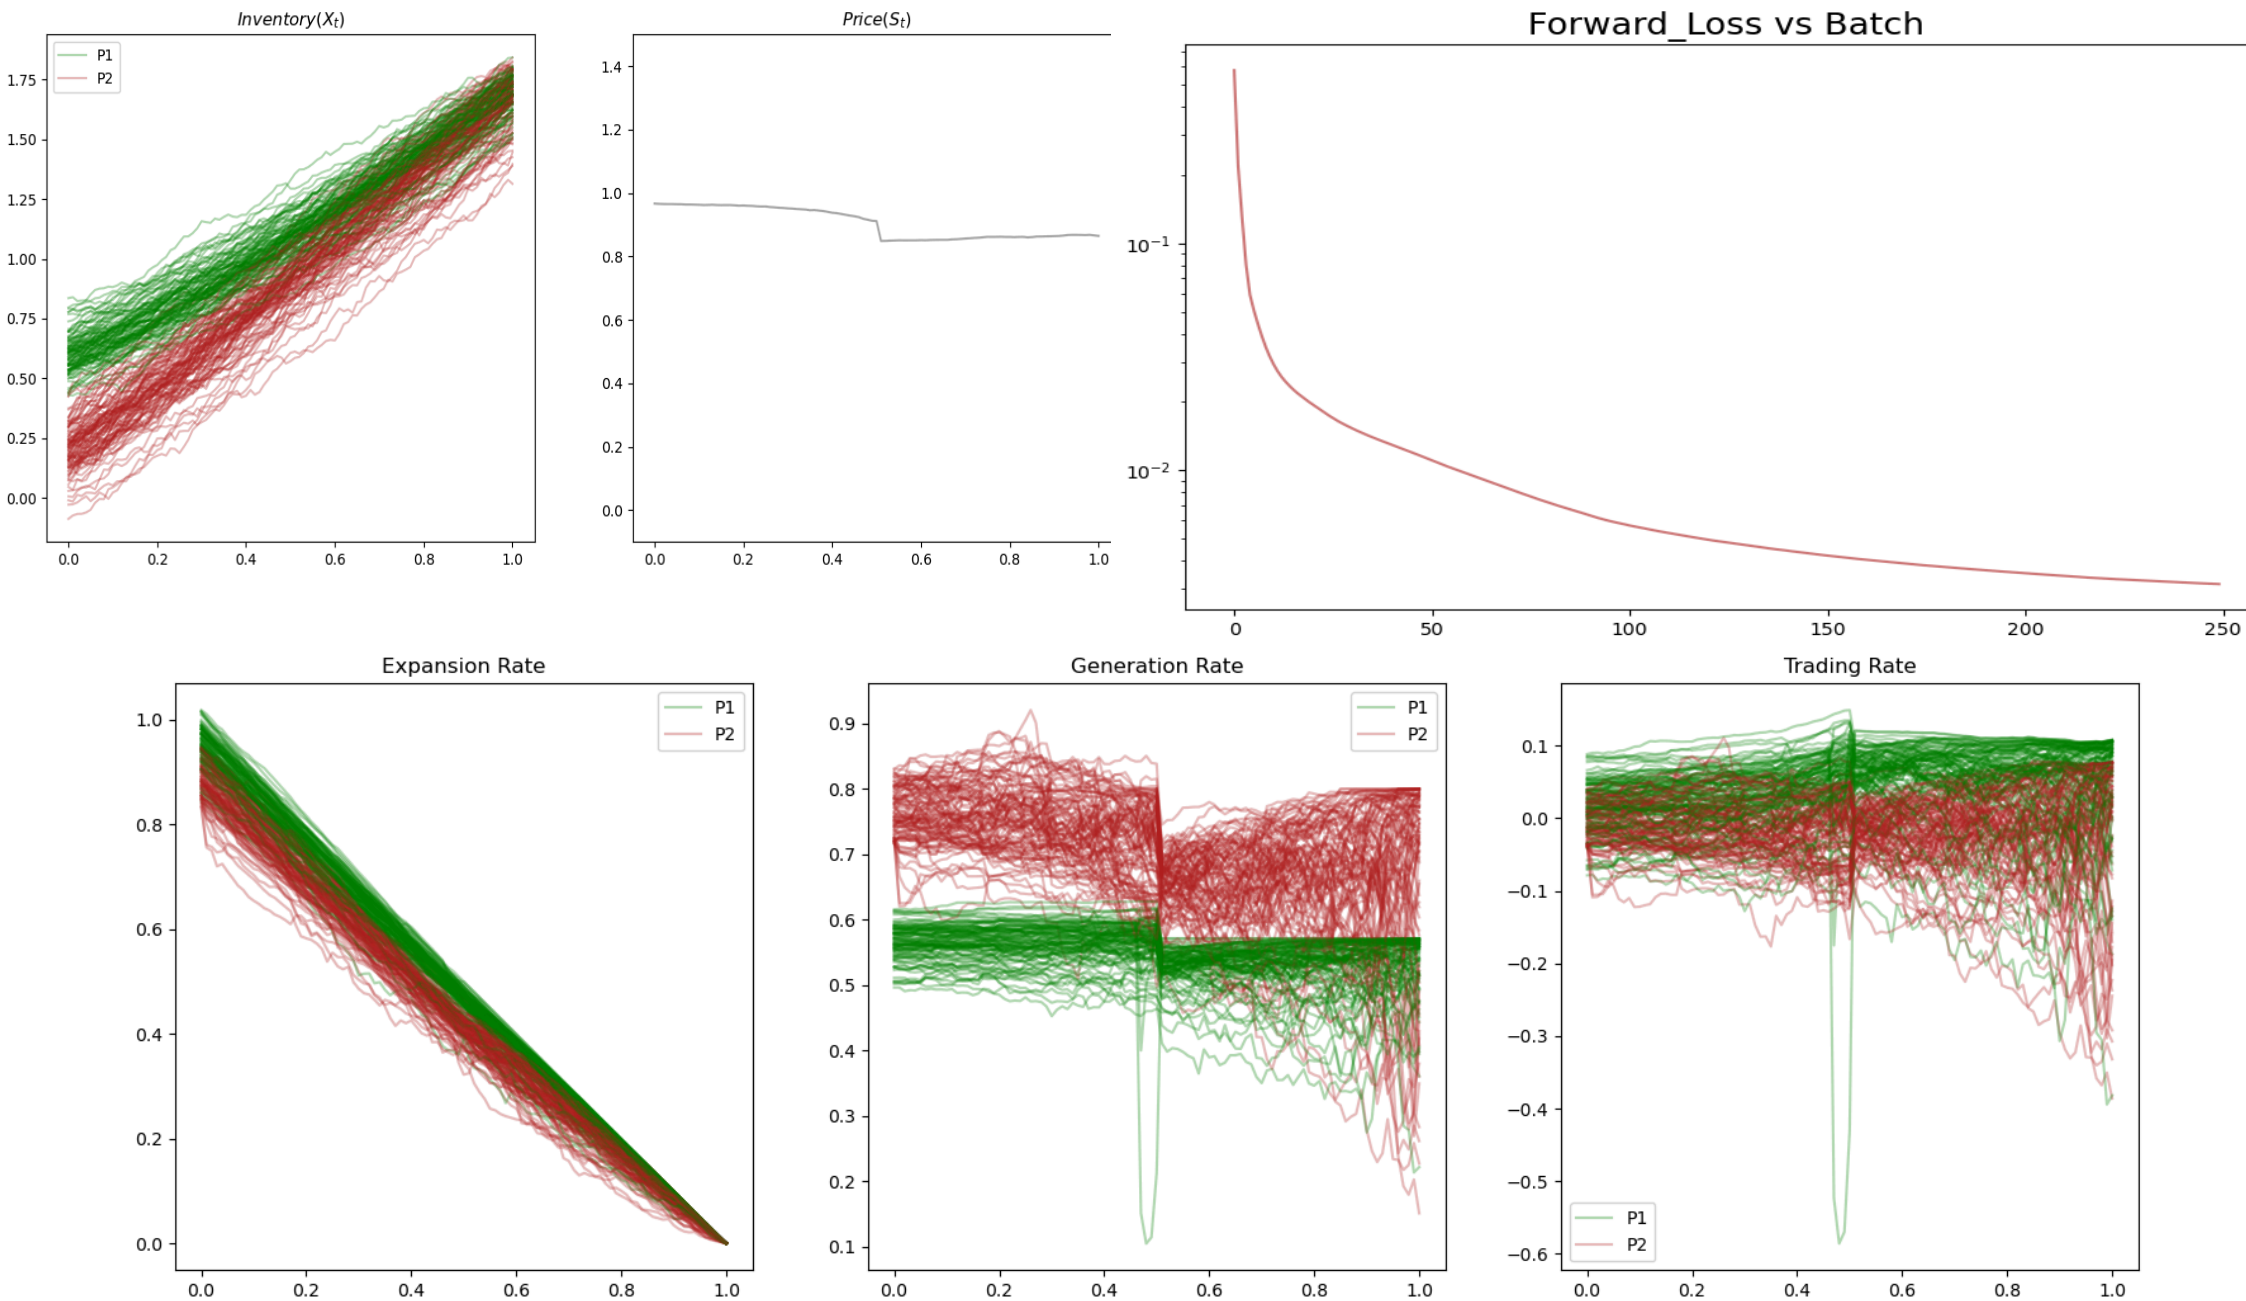 Inventory(Xt)
P1
P2
1.75
1.50
1.25
1.00
0.75
0.50
0.25
0.00
0.0 0.2 0.4 0.6 0.8 1.0
Price(St)
1.4
1.2
1.0
0.8
0.6
0.4
0.2
0.0
0.0 0.2 0.4 0.6 0.8 1.0
Forward_Loss vs Batch
10⁻¹
10⁻²
0 50 100 150 200 250
Expansion Rate
P1
P2
1.0
0.8
0.6
0.4
0.2
0.0
0.0 0.2 0.4 0.6 0.8 1.0
Generation Rate
P1
P2
0.9
0.8
0.7
0.6
0.5
0.4
0.3
0.2
0.1
0.0 0.2 0.4 0.6 0.8 1.0
Trading Rate
0.1
0.0
−0.1
−0.2
−0.3
−0.4
−0.5
−0.6
P1
P2
0.0 0.2 0.4 0.6 0.8 1.0